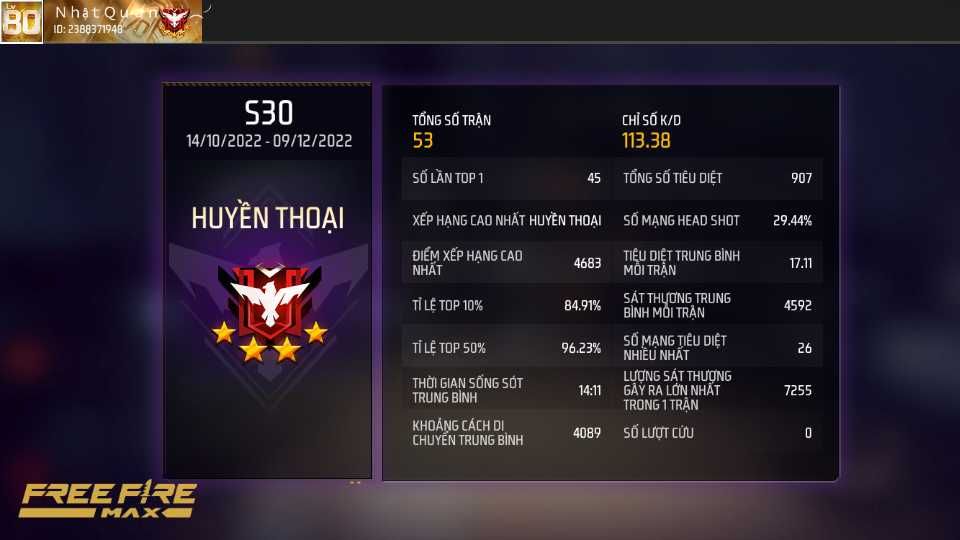 Lv
80
NhậtQuân
ID: 2388371948
S30
14/10/2022 - 09/12/2022
HUYỀN THOẠI
TỔNG SỐ TRẬN
53
CHỈ SỐ K/D
113.38
SỐ LẦN TOP 1 45
TỔNG SỐ TIÊU DIỆT 907
XẾP HẠNG CAO NHẤT HUYỀN THOẠI
SỐ MẠNG HEAD SHOT 29.44%
ĐIỂM XẾP HẠNG CAO
NHẤT 4683
TIÊU DIỆT TRUNG BÌNH
MỖI TRẬN 17.11
TỈ LỆ TOP 10% 84.91%
SÁT THƯƠNG TRUNG
BÌNH MỖI TRẬN 4592
TỈ LỆ TOP 50% 96.23%
SỐ MẠNG TIÊU DIỆT
NHIỀU NHẤT 26
THỜI GIAN SỐNG SÓT
TRUNG BÌNH 14:11
LƯỢNG SÁT THƯƠNG
GÂY RA LỚN NHẤT
TRONG 1 TRẬN 7255
KHOẢNG CÁCH DI
CHUYỂN TRUNG BÌNH 4089
SỐ LƯỢT CỨU 0
FREE FIRE
MAX